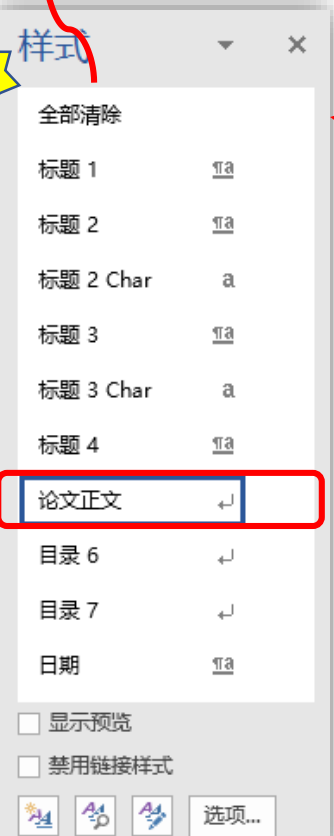 样式
全部清除
标题 1
标题 2
标题 2 Char
标题 3
标题 3 Char
标题 4
论文正文
目录 6
目录 7
日期
显示预览
禁用链接样式
选项...